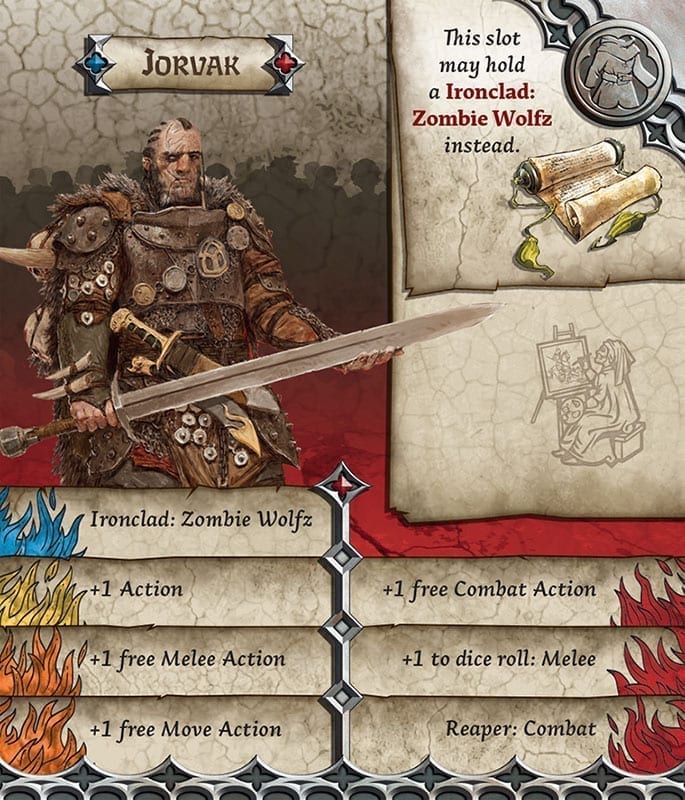 Jorvak
This slot
may hold
a Ironclad:
Zombie Wolfz
instead.
Ironclad: Zombie Wolfz
+1 Action
+1 free Melee Action
+1 free Move Action
+1 free Combat Action
+1 to dice roll: Melee
Reaper: Combat